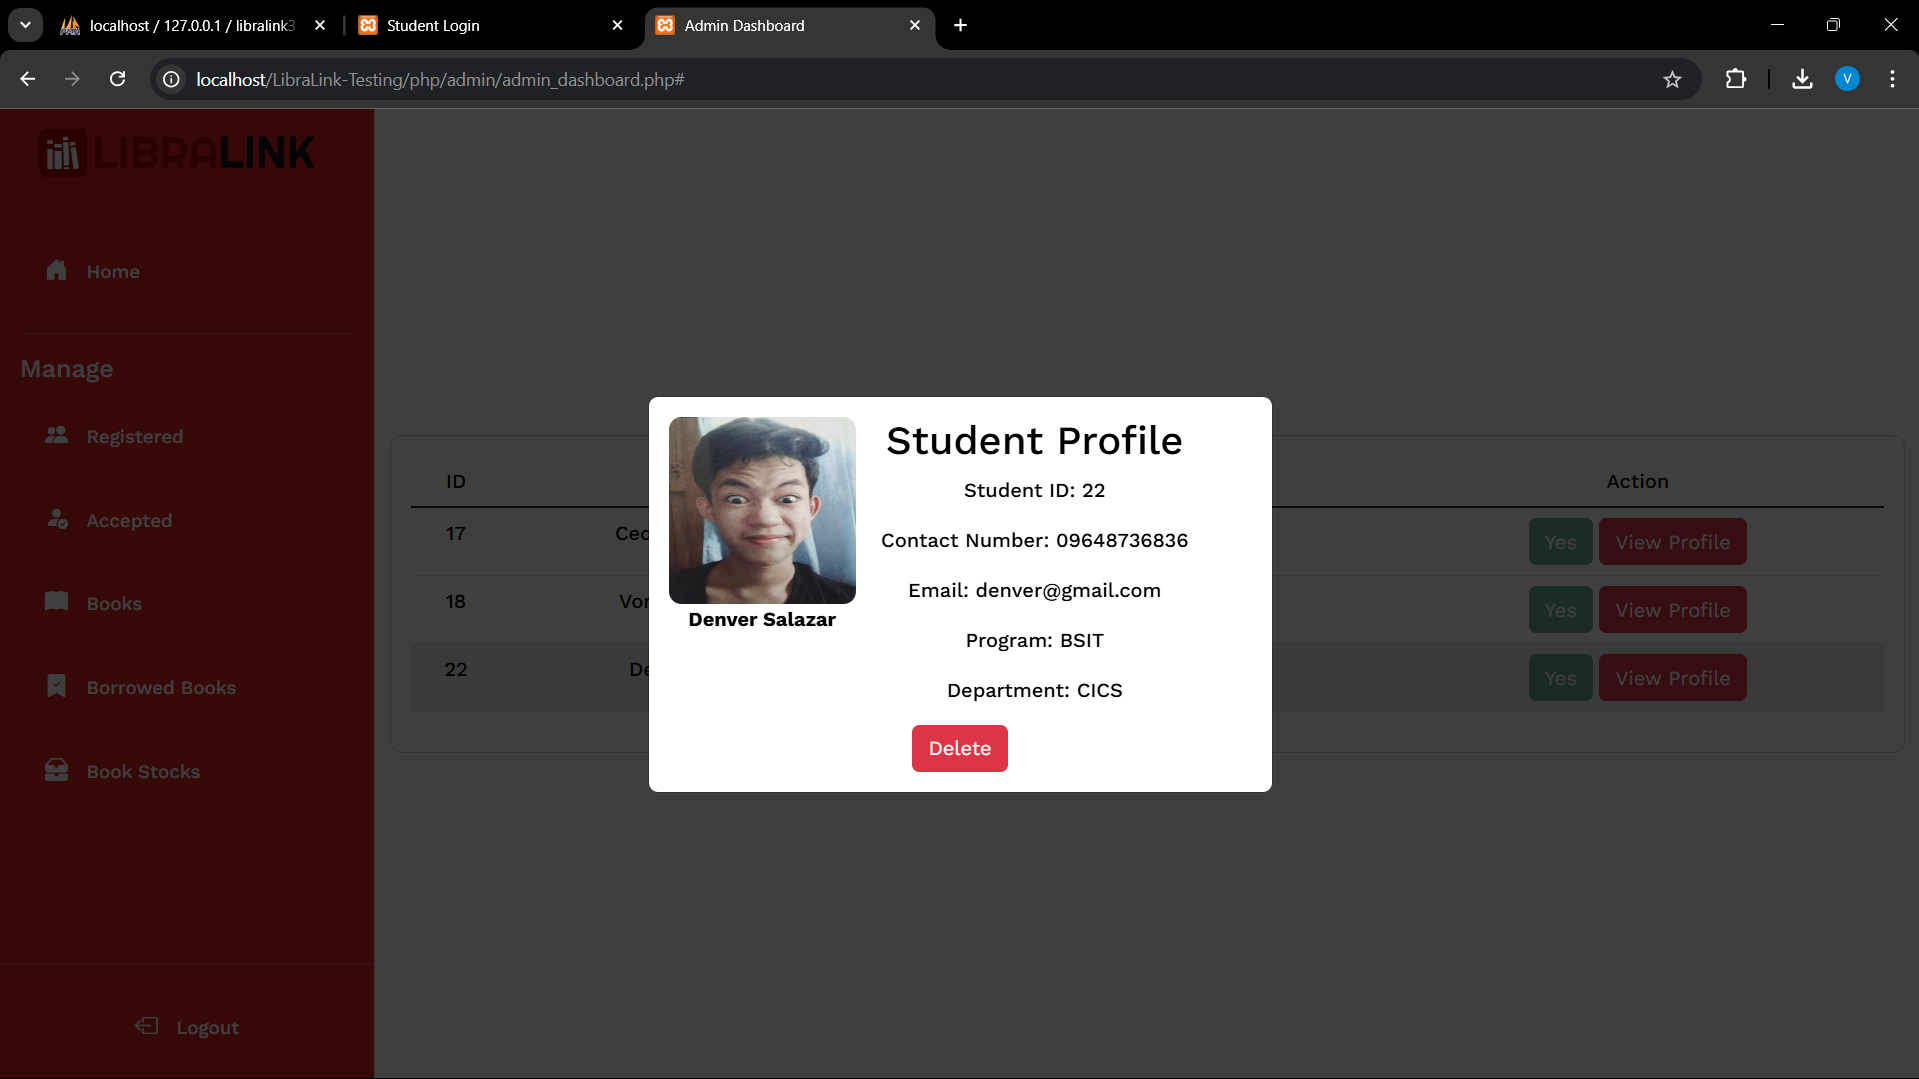 localhost / 127.0.0.1 / libralink3
Student Login
Admin Dashboard
localhost/LibraLink-Testing/php/admin/admin_dashboard.php#
V
LIBRALINK
Home
Manage
Registered
Accepted
Books
Borrowed Books
Book Stocks
Logout
ID
Action
17
Ced
Yes
View Profile
18
Yes
View Profile
22
De
Yes
View Profile
Student Profile
Student ID: 22
Contact Number: 09648736836
Email: denver@gmail.com
Program: BSIT
Department: CICS
Denver Salazar
Delete